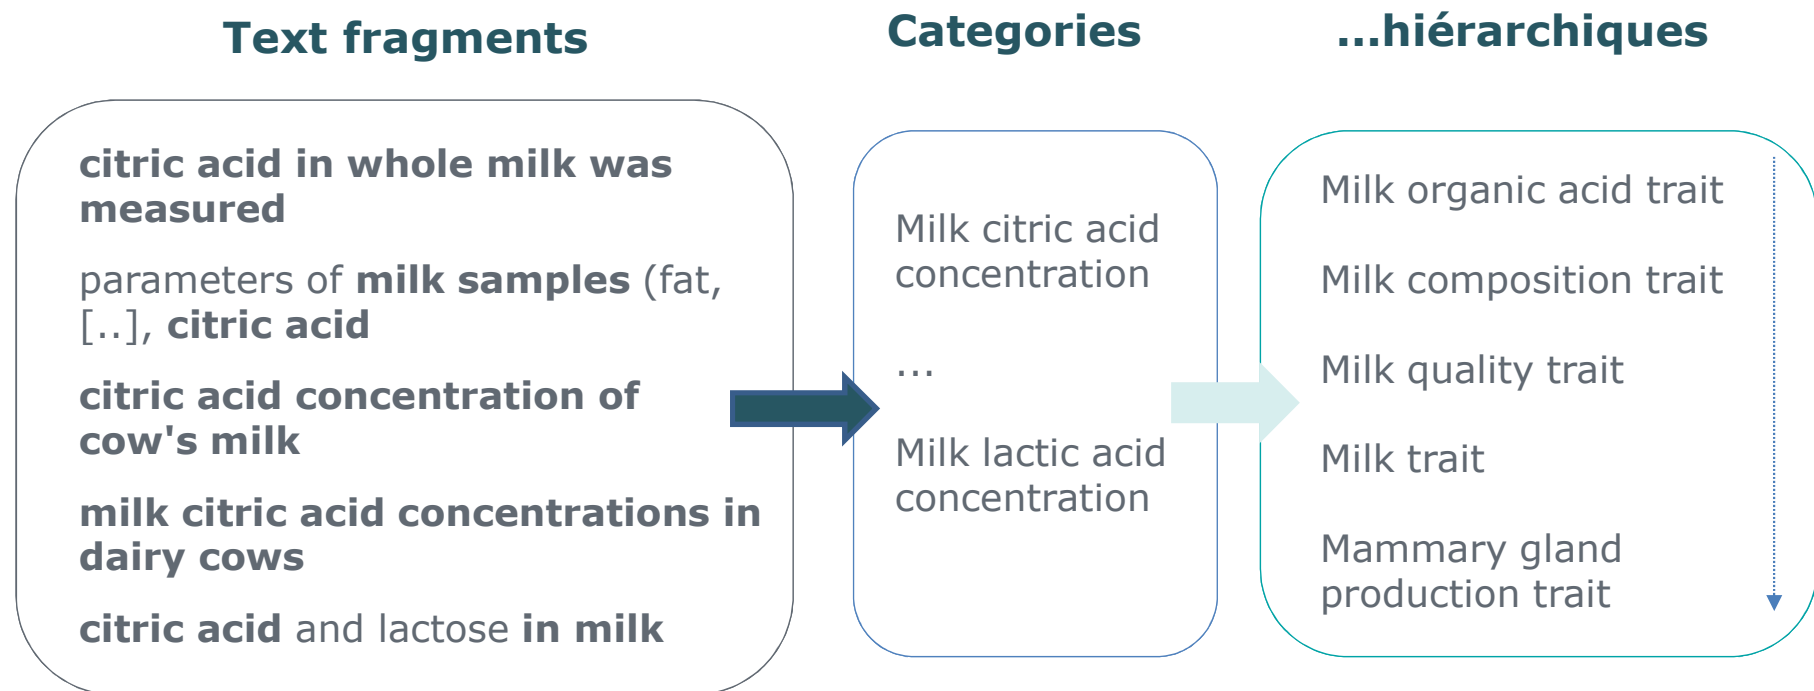 Text fragments
Categories
...hiérarchiques
citric acid in whole milk was
measured
parameters of milk samples (fat,
[..], citric acid
citric acid concentration of
cow's milk
milk citric acid concentrations in
dairy cows
citric acid and lactose in milk
Milk citric acid
concentration
...
Milk lactic acid
concentration
Milk organic acid trait
Milk composition trait
Milk quality trait
Milk trait
Mammary gland
production trait